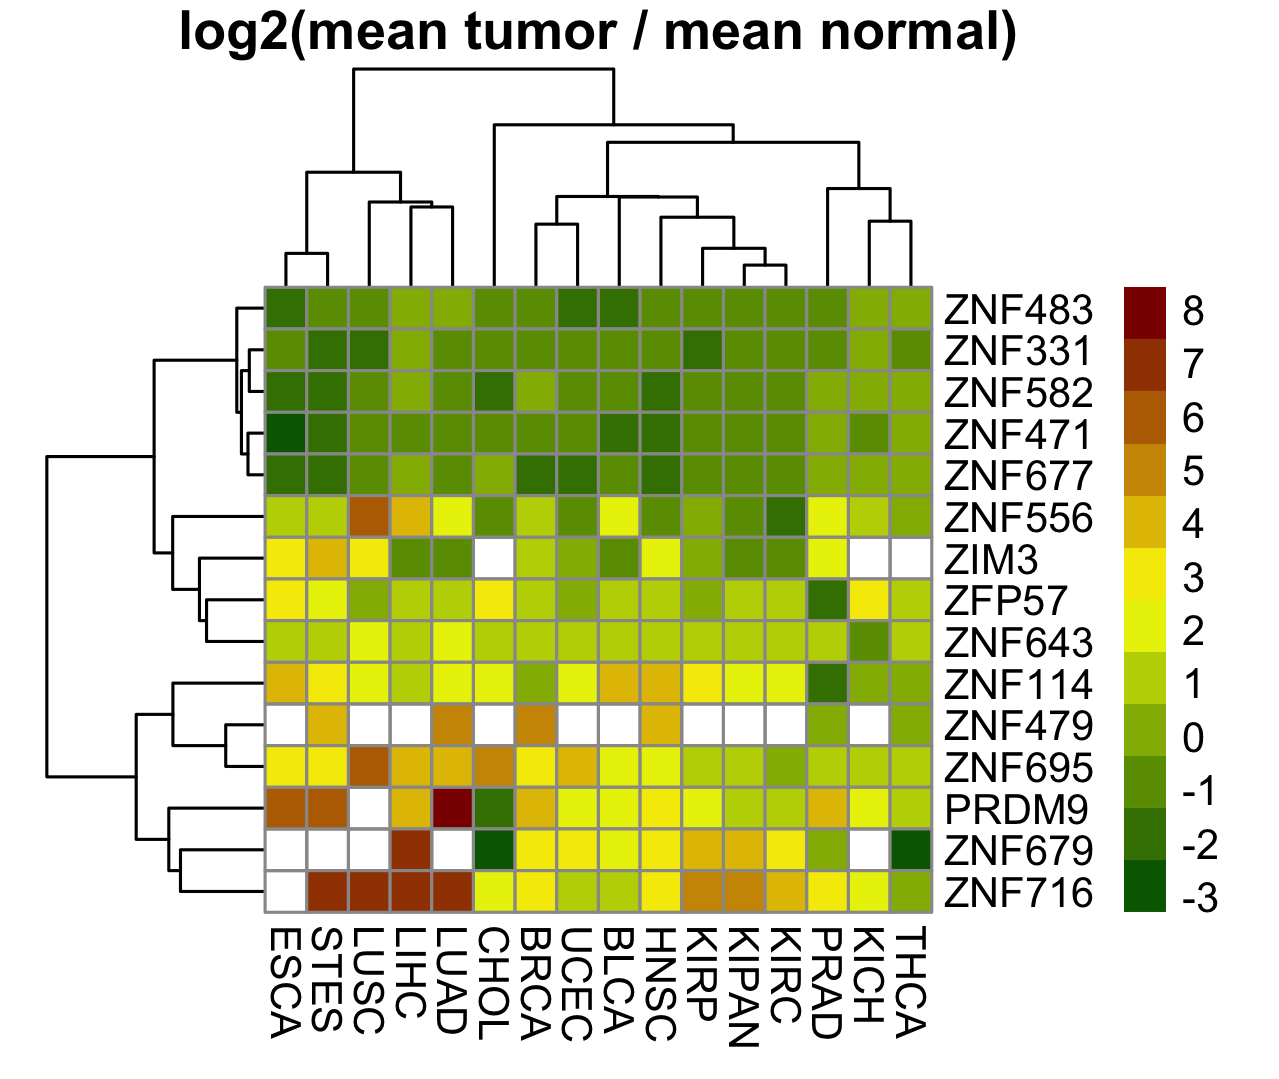 log2(mean tumor / mean normal)
ZNF483
ZNF331
ZNF582
ZNF471
ZNF677
ZNF556
ZIM3
ZFP57
ZNF643
ZNF114
ZNF479
ZNF695
PRDM9
ZNF679
ZNF716
8
7
6
5
4
3
2
1
0
-1
-2
-3
ESCA
STES
LUSC
LIHC
LUAD
CHOL
BRCA
UCEC
BLCA
HNSC
KIRP
KIPAN
KIRC
PRAD
KICH
THCA